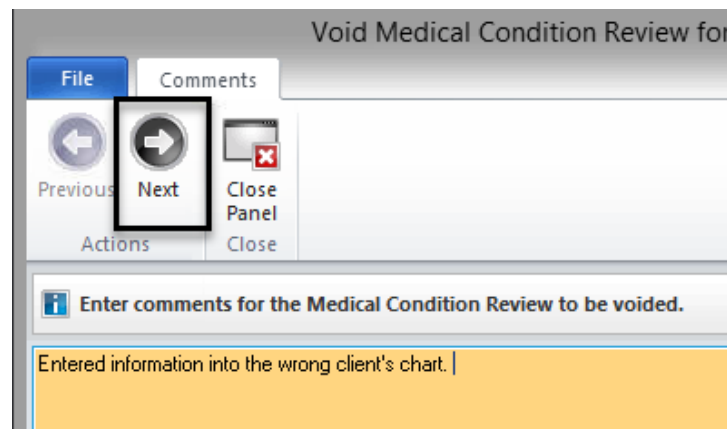 Void Medical Condition Review for
File Comments
Previous Next Close Panel
Actions Close
Enter comments for the Medical Condition Review to be voided.
Entered information into the wrong client's chart.